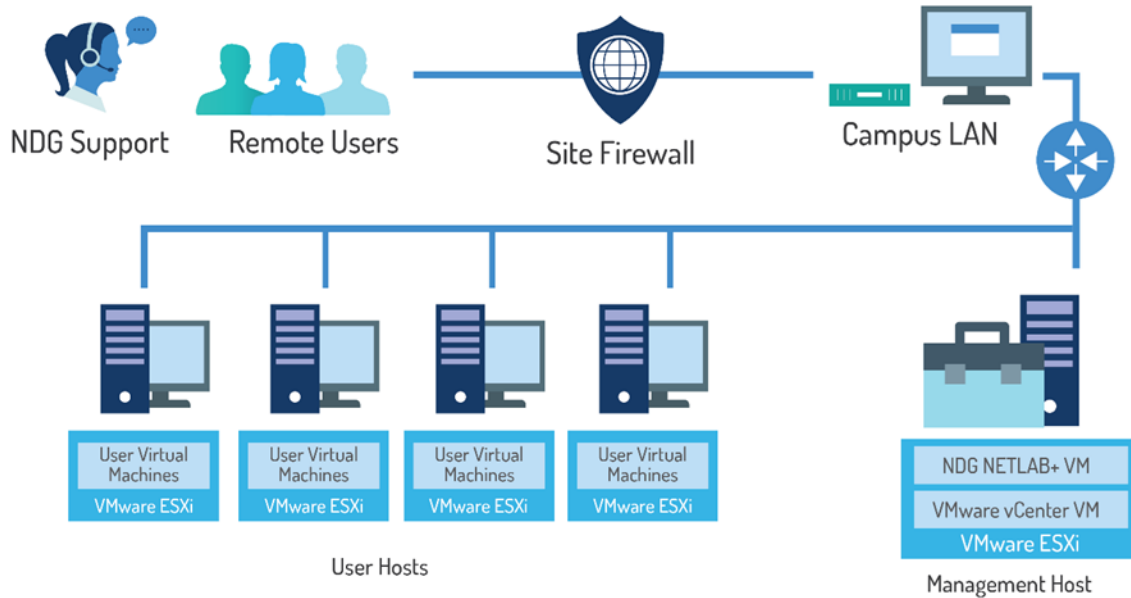 NDG Support
Remote Users
Site Firewall
Campus LAN
User Virtual
Machines
VMware ESXi
User Virtual
Machines
VMware ESXi
User Virtual
Machines
VMware ESXi
User Virtual
Machines
VMware ESXi
User Hosts
NDG NETLAB+ VM
VMware vCenter VM
VMware ESXi
Management Host